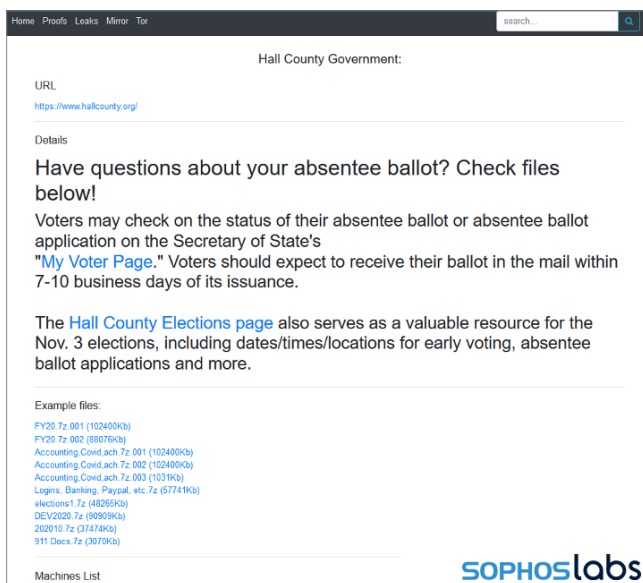 Home Proofs Leaks Mirror Tor search...
Hall County Government:
URL
https://www.hallcounty.org/
Details
Have questions about your absentee ballot? Check files
below!
Voters may check on the status of their absentee ballot or absentee ballot
application on the Secretary of State's
"My Voter Page." Voters should expect to receive their ballot in the mail within
7-10 business days of its issuance.
The Hall County Elections page also serves as a valuable resource for the
Nov. 3 elections, including dates/times/locations for early voting, absentee
ballot applications and more.
Example files:
FY20.7z.001 (102400Kb)
FY20.7z.002 (88076Kb)
Accounting,Covid,ach.7z.001 (102400Kb)
Accounting,Covid,ach.7z.002 (102400Kb)
Accounting,Covid,ach.7z.003 (1031Kb)
Logins, Banking, Paypal, etc.7z (57741Kb)
elections1.7z (48265Kb)
DEV2020.7z (90909Kb)
202010.7z (37474Kb)
911 Docs.7z (3070Kb)
Machines List
SOPHOSlabs